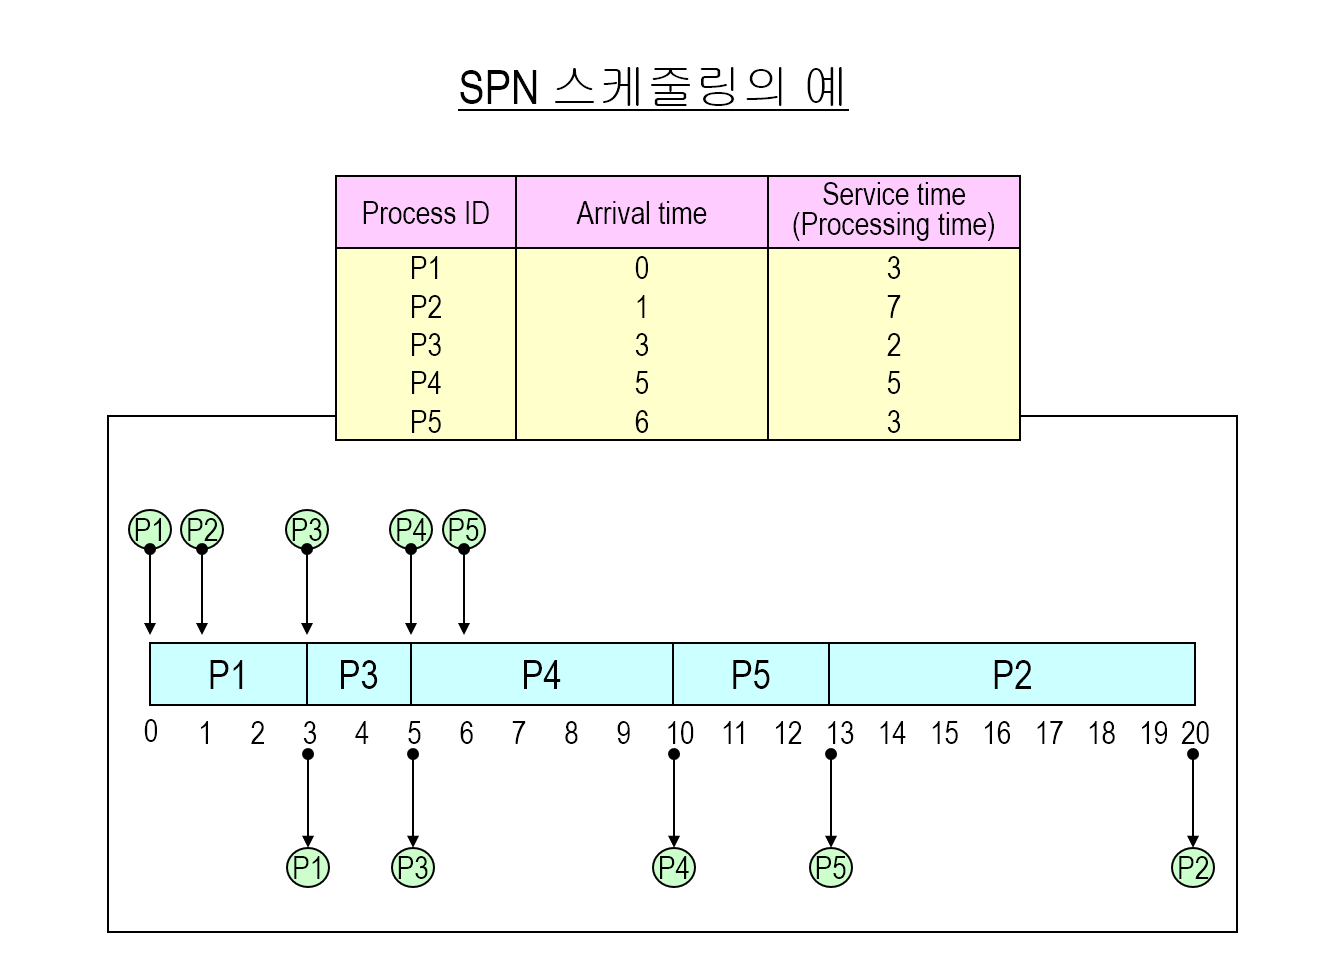 SPN 스케줄링의 예
Process ID Arrival time Service time
(Processing time)
P1 0 3
P2 1 7
P3 3 2
P4 5 5
P5 6 3
P1 P2 P3 P4 P5
P1 P3 P4 P5 P2
0 1 2 3 4 5 6 7 8 9 10 11 12 13 14 15 16 17 18 19 20
P1 P3 P4 P5 P2